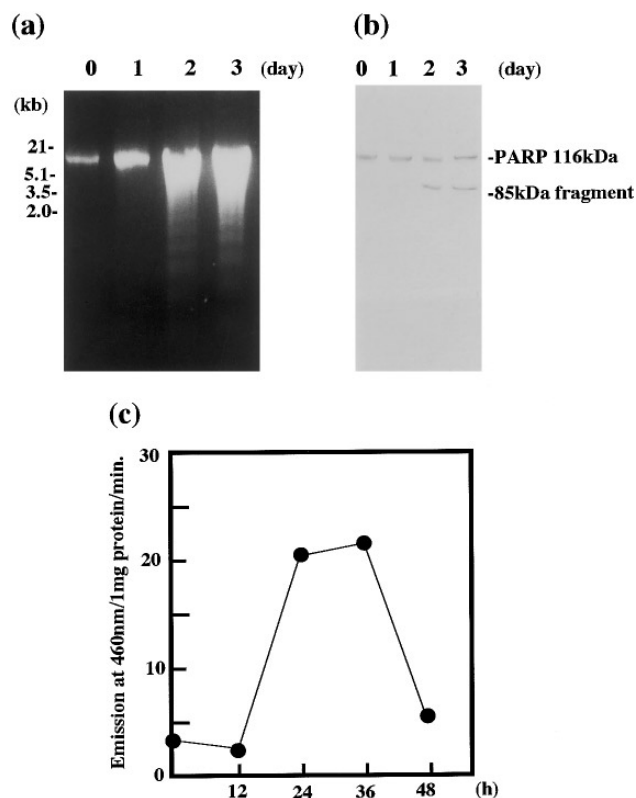 (a)
0 1 2 3 (day)
(kb)
21-
5.1-
3.5-
2.0-
(b)
0 1 2 3 (day)
-PARP 116kDa
-85kDa fragment
(c)
Emission at 460nm/1mg protein/min.
30
20
10
0
12 24 36 48 (h)